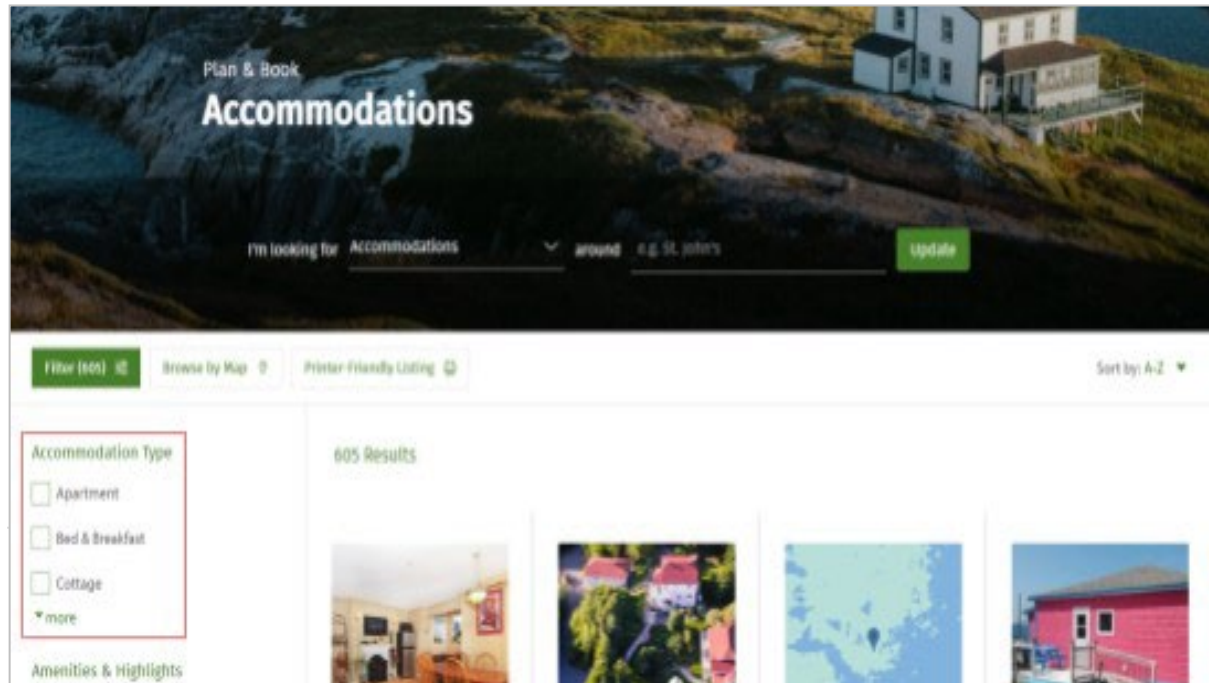 Plan & Book
Accommodations
I'm looking for Accommodations around e.g. St. John's Update
Filter (605) Browse by Map Printer-Friendly Listing Sort by: A-Z
Accommodation Type
605 Results
Apartment
Bed & Breakfast
Cottage
more
Amenities & Highlights